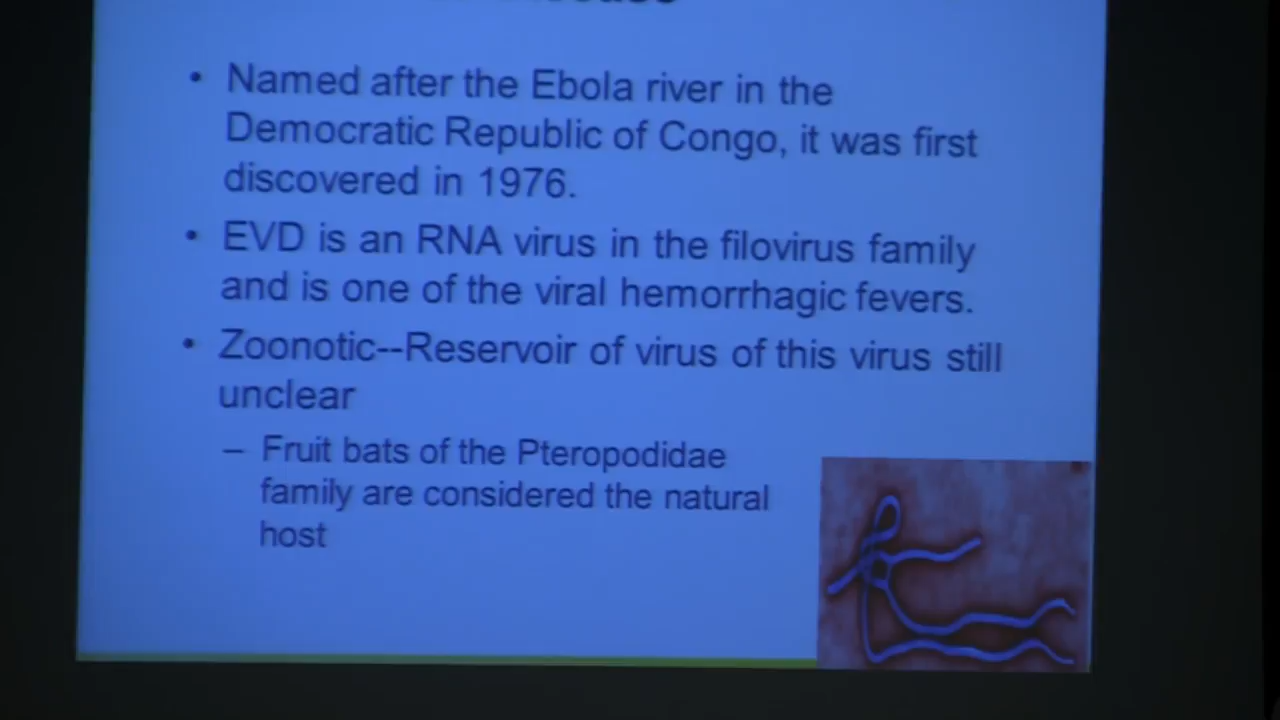 • Named after the Ebola river in the
Democratic Republic of Congo, it was first
discovered in 1976.
• EVD is an RNA virus in the filovirus family
and is one of the viral hemorrhagic fevers.
• Zoonotic--Reservoir of virus of this virus still
unclear
– Fruit bats of the Pteropodidae
family are considered the natural
host